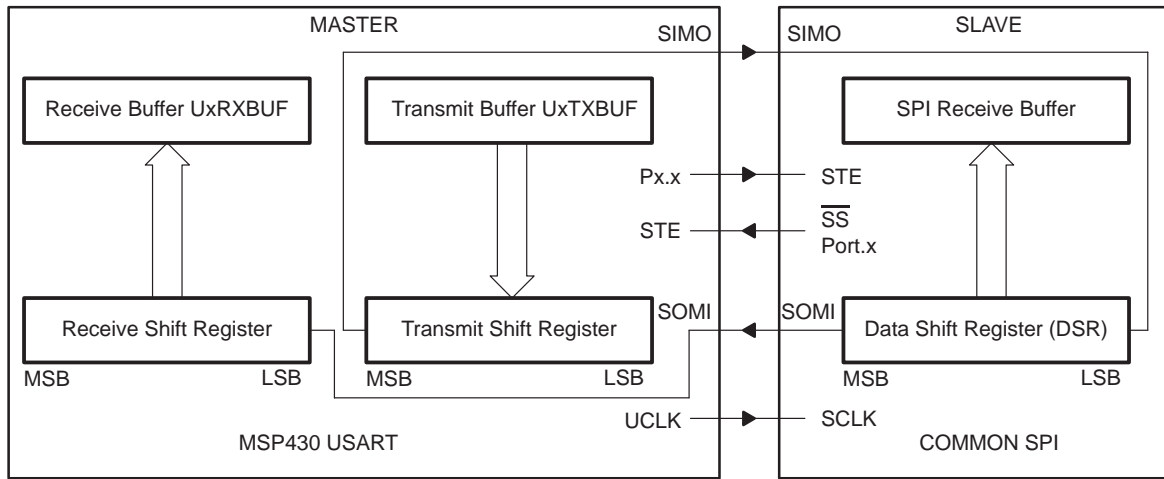 MASTER
SIMO
SIMO
SLAVE
Receive Buffer UxRXBUF
Transmit Buffer UxTXBUF
SPI Receive Buffer
Px.x
STE
STE
SS
Port.x
SOMI
SOMI
Receive Shift Register
Transmit Shift Register
Data Shift Register (DSR)
MSB
LSB
MSB
LSB
MSB
LSB
UCLK
SCLK
MSP430 USART
COMMON SPI